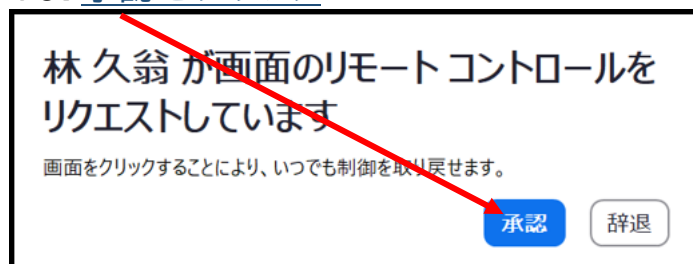 林 久翁 が画面のリモート コントロールを
リクエストしています
画面をクリックすることにより、いつでも制御を取り戻せます。
承認 辞退